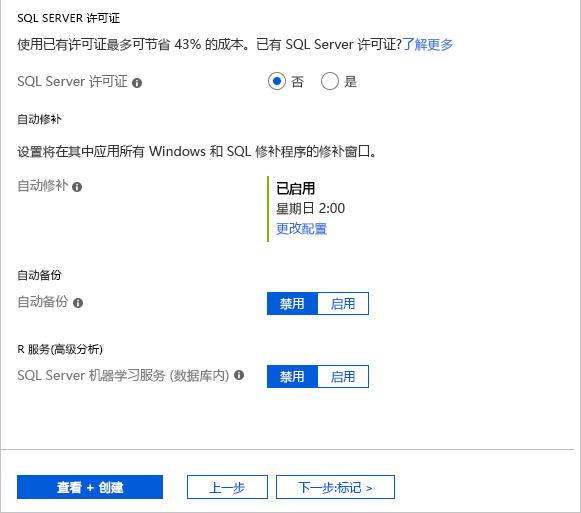 SQL SERVER 许可证
使用已有许可证最多可节省 43% 的成本。已有 SQL Server 许可证?了解更多
SQL Server 许可证 否 是
自动修补
设置将在其中应用所有 Windows 和 SQL 修补程序的修补窗口。
自动修补 已启用
星期日 2:00
更改配置
自动备份
自动备份 禁用 启用
R 服务(高级分析)
SQL Server 机器学习服务 (数据库内) 禁用 启用
查看 + 创建 上一步 下一步:标记 >